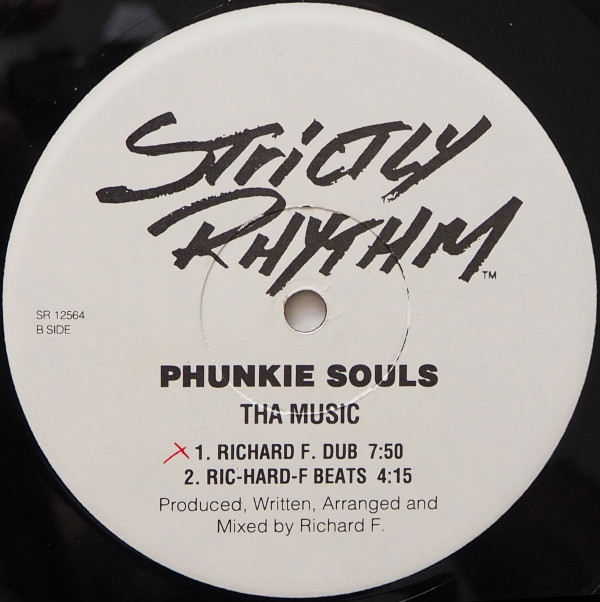 STRICTLY
RHYTHM
TM
SR 12564
B SIDE
PHUNKIE SOULS
THA MUSIC
1. RICHARD F. DUB 7:50
2. RIC-HARD-F BEATS 4:15
Produced, Written, Arranged and
Mixed by Richard F.